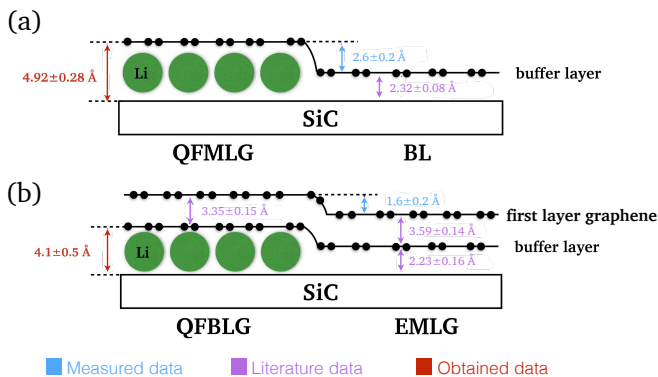 (a)
4.92±0.28 Å
Li
2.6±0.2 Å
2.32±0.08 Å
buffer layer
SiC
QFMLG BL
(b)
3.35±0.15 Å
1.6±0.2 Å
first layer graphene
3.59±0.14 Å
4.1±0.5 Å
Li
buffer layer
2.23±0.16 Å
SiC
QFBLG EMLG
Measured data Literature data Obtained data